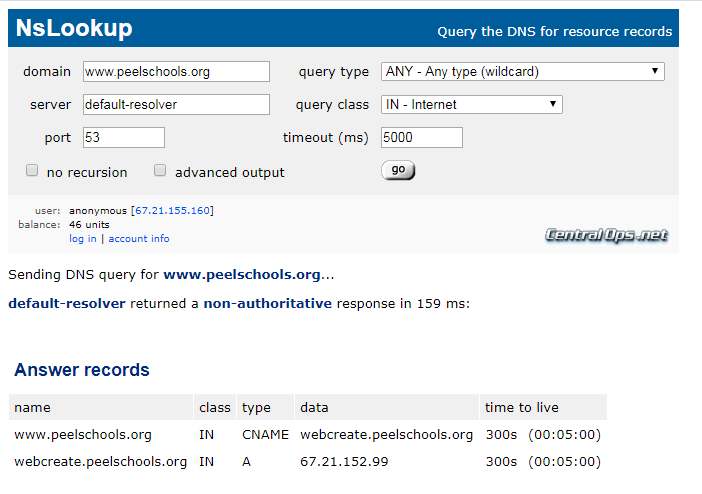 NsLookup Query the DNS for resource records
domain www.peelschools.org query type ANY - Any type (wildcard)
server default-resolver query class IN - Internet
port 53 timeout (ms) 5000
no recursion advanced output go
user: anonymous [67.21.155.160]
balance: 46 units
log in | account info
CentralOps.net
Sending DNS query for www.peelschools.org...
default-resolver returned a non-authoritative response in 159 ms:
Answer records
name class type data time to live
www.peelschools.org IN CNAME webcreate.peelschools.org 300s (00:05:00)
webcreate.peelschools.org IN A 67.21.152.99 300s (00:05:00)